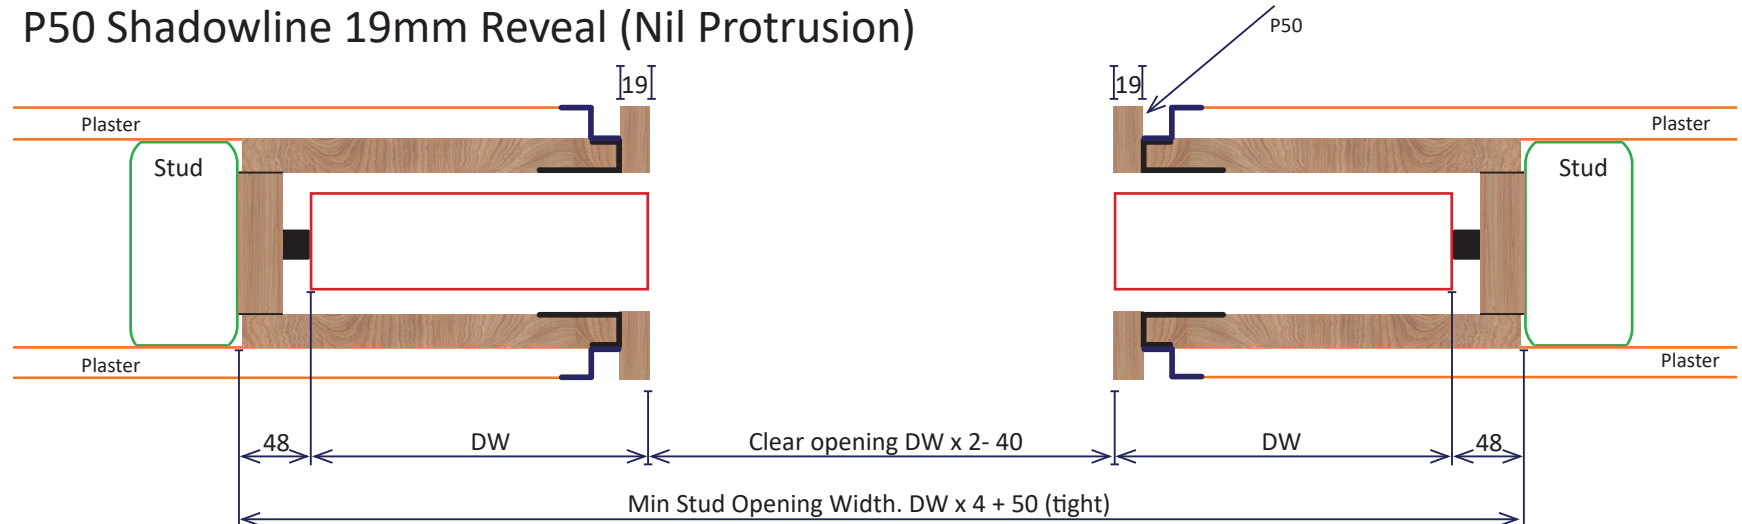 P50 Shadowline 19mm Reveal (Nil Protrusion)
P50
19
19
Plaster
Plaster
Stud
Stud
Plaster
Plaster
48
DW
Clear opening DW x 2- 40
DW
48
Min Stud Opening Width. DW x 4 + 50 (tight)